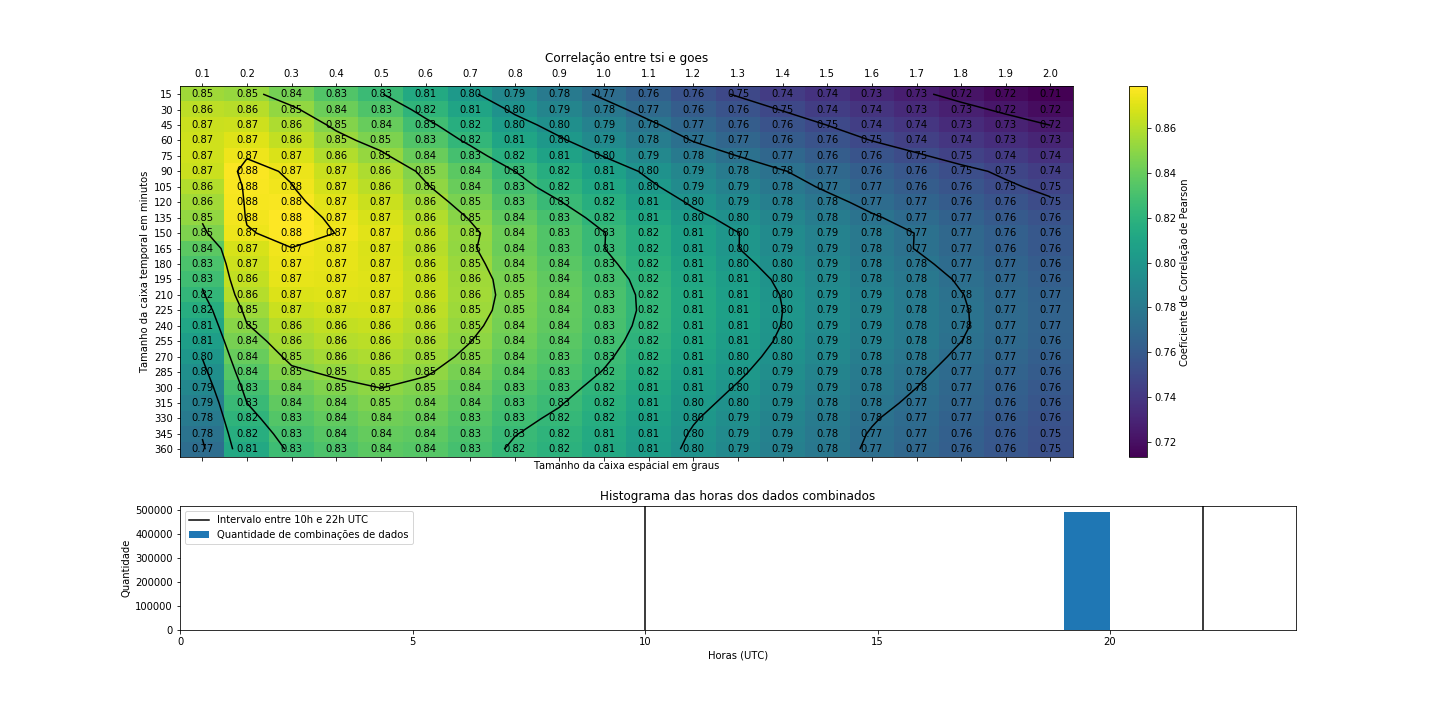 Correlação entre tsi e goes
0.1 0.2 0.3 0.4 0.5 0.6 0.7 0.8 0.9 1.0 1.1 1.2 1.3 1.4 1.5 1.6 1.7 1.8 1.9 2.0
15 0.85 0.85 0.84 0.83 0.83 0.81 0.80 0.79 0.78 0.77 0.76 0.76 0.75 0.74 0.74 0.73 0.73 0.72 0.72 0.71
30 0.86 0.86 0.85 0.84 0.83 0.82 0.81 0.80 0.79 0.78 0.77 0.76 0.76 0.75 0.74 0.74 0.73 0.73 0.72 0.72
45 0.87 0.87 0.86 0.85 0.84 0.83 0.82 0.80 0.80 0.79 0.78 0.77 0.76 0.76 0.75 0.74 0.74 0.73 0.73 0.72
60 0.87 0.87 0.86 0.85 0.85 0.83 0.82 0.81 0.80 0.79 0.78 0.77 0.77 0.76 0.76 0.75 0.74 0.74 0.73 0.73
75 0.87 0.87 0.87 0.86 0.85 0.84 0.83 0.82 0.81 0.80 0.79 0.78 0.77 0.77 0.76 0.76 0.75 0.75 0.74 0.74
90 0.87 0.88 0.87 0.87 0.86 0.85 0.84 0.83 0.82 0.81 0.80 0.79 0.78 0.78 0.77 0.76 0.76 0.75 0.75 0.74
105 0.86 0.88 0.88 0.87 0.86 0.85 0.84 0.83 0.82 0.81 0.80 0.79 0.79 0.78 0.77 0.77 0.76 0.76 0.75 0.75
120 0.86 0.88 0.88 0.87 0.87 0.86 0.84 0.83 0.83 0.82 0.81 0.80 0.79 0.78 0.78 0.77 0.77 0.76 0.76 0.75
135 0.85 0.88 0.88 0.87 0.87 0.86 0.85 0.84 0.83 0.82 0.81 0.80 0.80 0.79 0.78 0.78 0.77 0.77 0.76 0.76
150 0.85 0.87 0.88 0.87 0.87 0.86 0.85 0.84 0.83 0.83 0.82 0.81 0.80 0.79 0.79 0.78 0.77 0.77 0.76 0.76
165 0.84 0.87 0.87 0.87 0.87 0.86 0.85 0.84 0.83 0.83 0.82 0.81 0.80 0.79 0.79 0.78 0.77 0.77 0.76 0.76
180 0.83 0.87 0.87 0.87 0.87 0.86 0.85 0.84 0.84 0.83 0.82 0.81 0.81 0.80 0.79 0.78 0.78 0.77 0.77 0.76
195 0.83 0.86 0.87 0.87 0.87 0.86 0.86 0.85 0.84 0.83 0.82 0.81 0.81 0.80 0.79 0.78 0.78 0.77 0.77 0.76
210 0.82 0.86 0.87 0.87 0.87 0.86 0.86 0.85 0.84 0.83 0.82 0.81 0.81 0.80 0.79 0.79 0.78 0.78 0.77 0.77
225 0.82 0.85 0.87 0.87 0.87 0.86 0.85 0.85 0.84 0.83 0.82 0.81 0.81 0.80 0.79 0.79 0.78 0.78 0.77 0.77
240 0.81 0.85 0.86 0.86 0.86 0.86 0.85 0.84 0.84 0.83 0.82 0.81 0.81 0.80 0.79 0.79 0.78 0.78 0.77 0.77
255 0.81 0.84 0.86 0.86 0.86 0.86 0.85 0.84 0.84 0.83 0.82 0.81 0.81 0.80 0.79 0.78 0.78 0.78 0.77 0.76
270 0.80 0.84 0.85 0.86 0.86 0.85 0.85 0.84 0.83 0.83 0.82 0.81 0.80 0.80 0.79 0.78 0.78 0.77 0.77 0.76
285 0.80 0.84 0.85 0.85 0.85 0.85 0.84 0.84 0.83 0.82 0.82 0.81 0.80 0.79 0.79 0.78 0.78 0.77 0.77 0.76
300 0.79 0.83 0.84 0.85 0.85 0.85 0.84 0.83 0.83 0.82 0.81 0.81 0.80 0.79 0.79 0.78 0.78 0.77 0.76 0.76
315 0.79 0.83 0.84 0.84 0.85 0.84 0.84 0.83 0.83 0.82 0.81 0.80 0.80 0.79 0.79 0.78 0.77 0.77 0.76 0.76
330 0.78 0.82 0.83 0.84 0.84 0.84 0.83 0.83 0.82 0.82 0.81 0.80 0.79 0.79 0.78 0.78 0.77 0.77 0.76 0.76
345 0.78 0.82 0.83 0.84 0.84 0.84 0.83 0.83 0.82 0.81 0.81 0.80 0.79 0.79 0.78 0.77 0.77 0.76 0.76 0.75
360 0.77 0.81 0.83 0.83 0.84 0.83 0.83 0.82 0.82 0.81 0.81 0.80 0.79 0.79 0.78 0.77 0.77 0.76 0.76 0.75
Tamanho da caixa temporal em minutos
Tamanho da caixa espacial em graus
0.86
0.84
0.82
0.80
0.78
0.76
0.74
0.72
Coeficiente de Correlação de Pearson
Histograma das horas dos dados combinados
Intervalo entre 10h e 22h UTC
Quantidade de combinações de dados
500000
400000
300000
200000
100000
0
Quantidade
0 5 10 15 20
Horas (UTC)